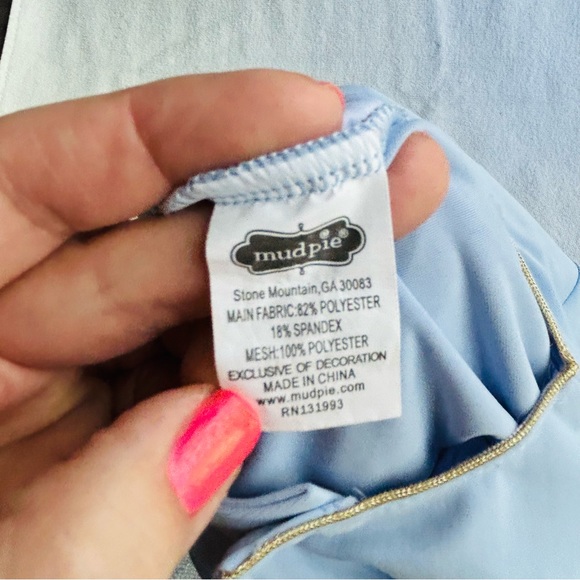 mudpie®
Stone Mountain,GA 30083
MAIN FABRIC:82% POLYESTER
18% SPANDEX
MESH:100% POLYESTER
EXCLUSIVE OF DECORATION
MADE IN CHINA
www.mudpie.com
RN131993